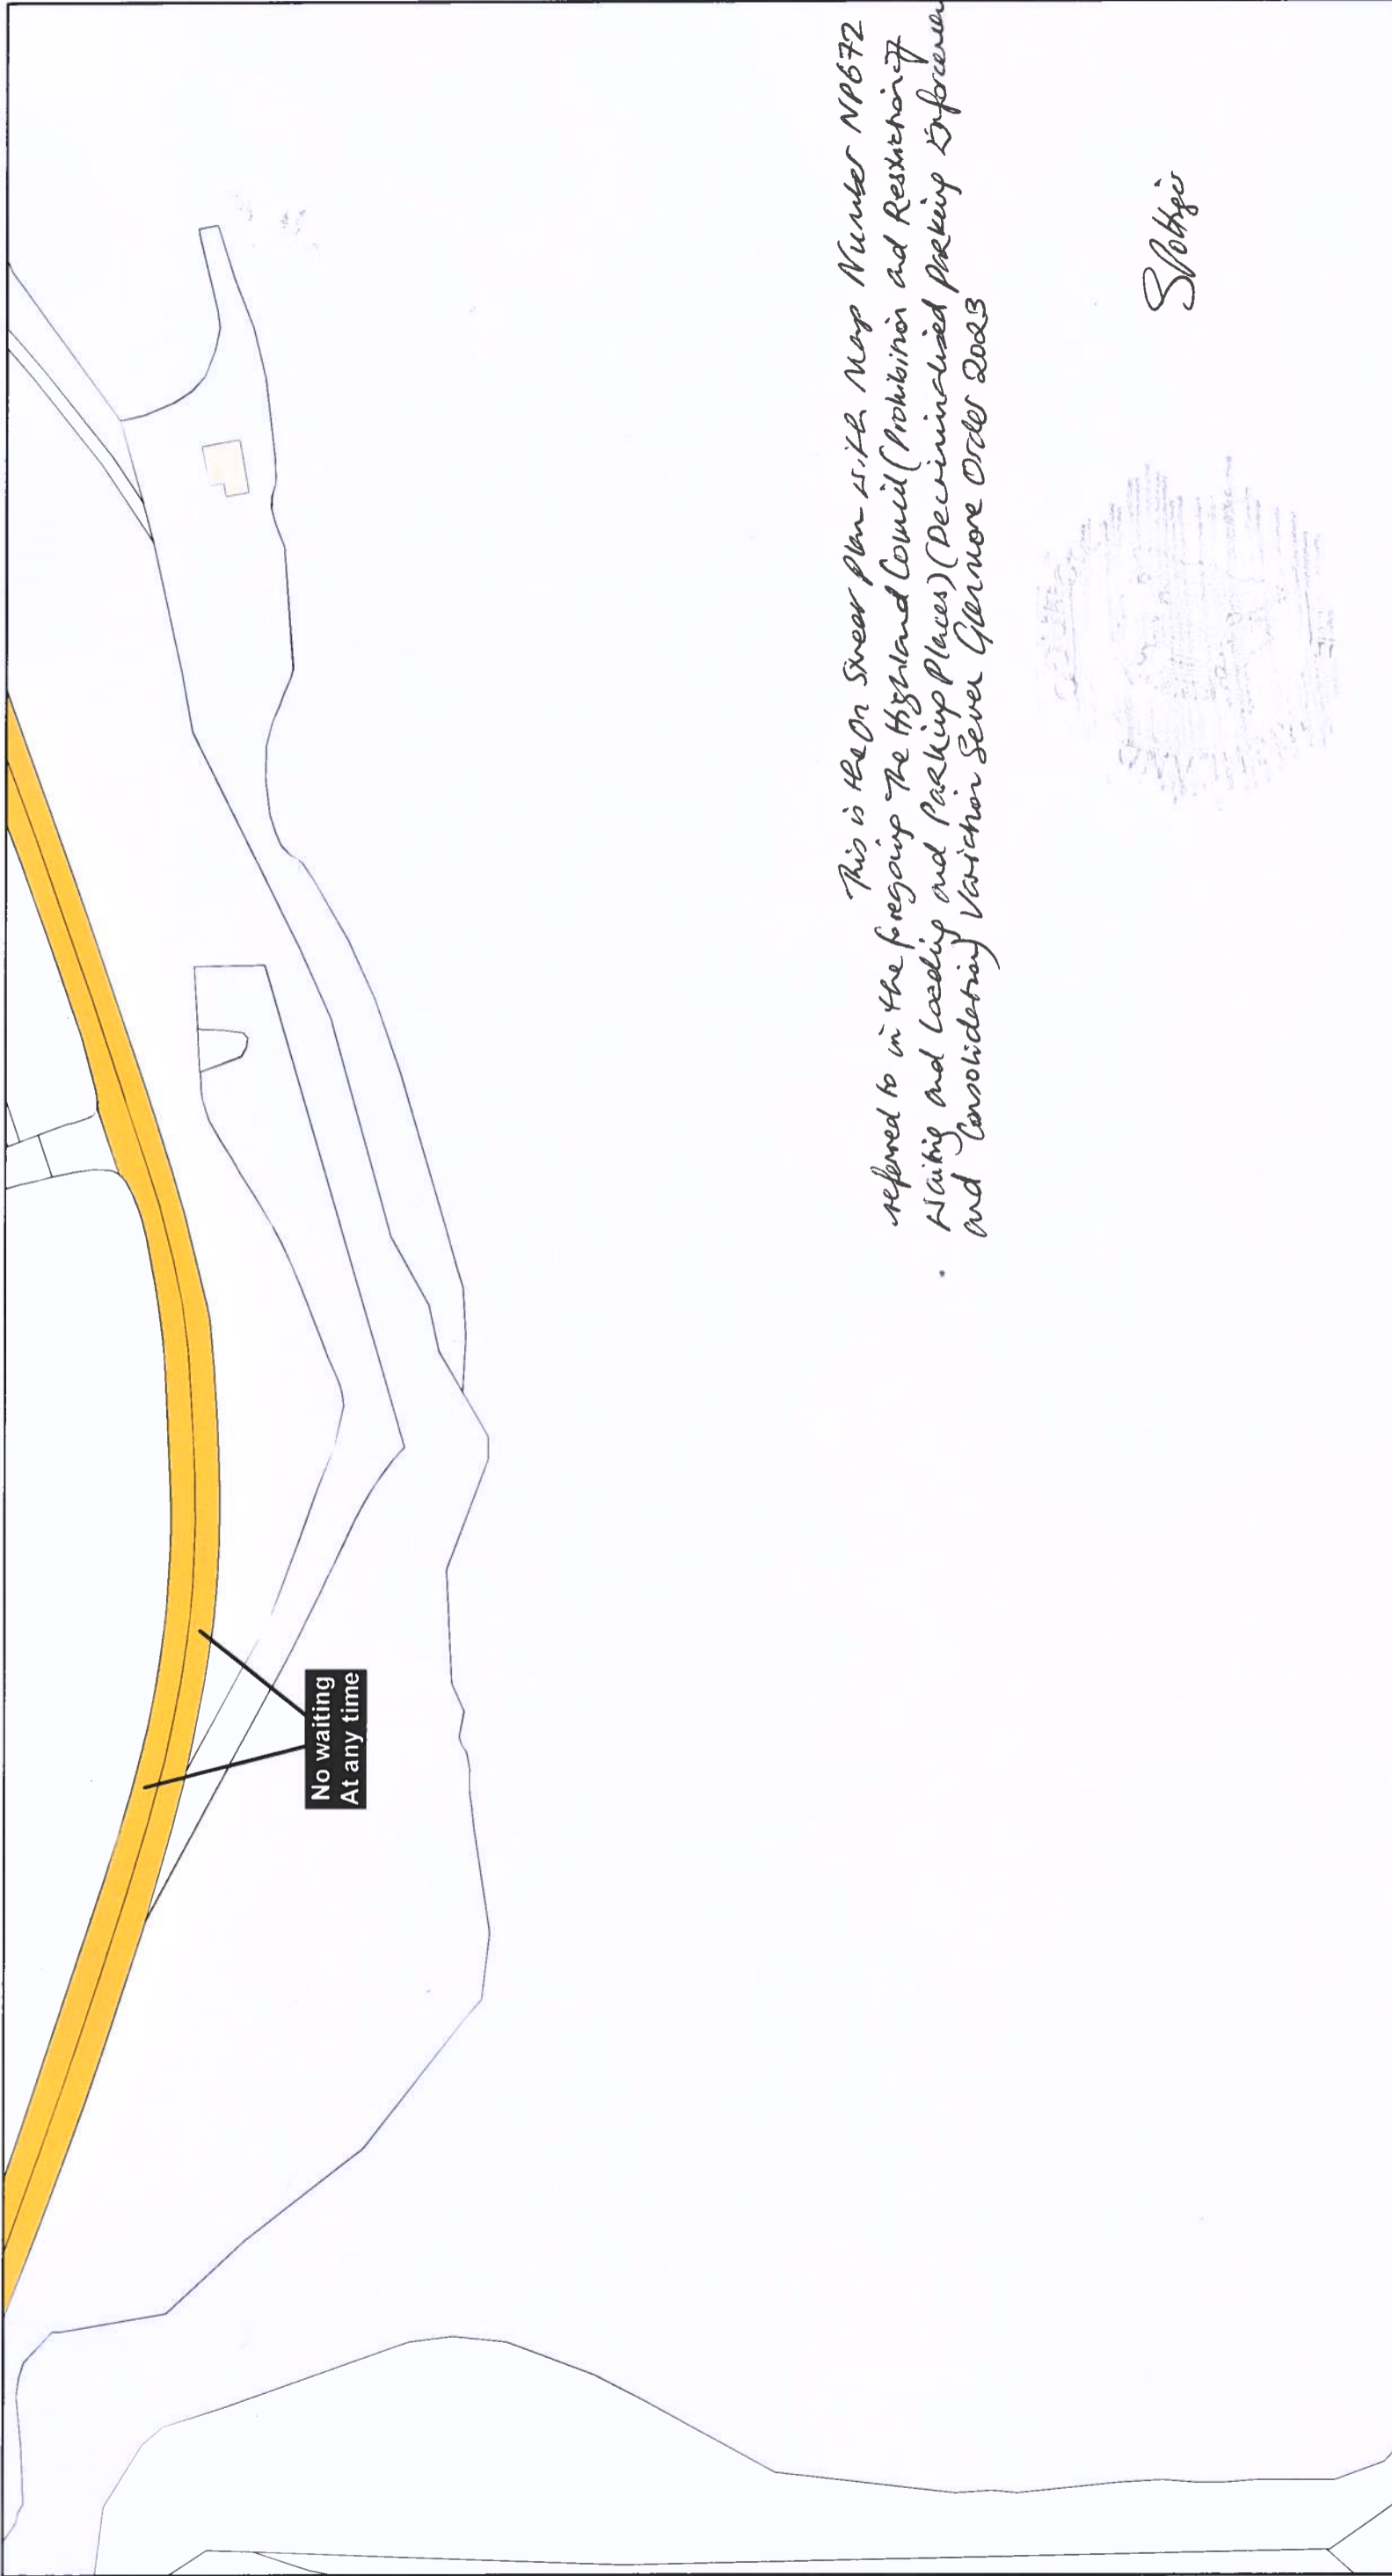 No waiting
At any time
This is the On Street plan with Map Number NP672
referred to in the foregoing The Highland Council (Prohibition and Restriction of
Waiting and Loading and Parking Places) (Decriminalised Parking Enforcement
and Consolidation) Variation Seven Glenmore Order 2023